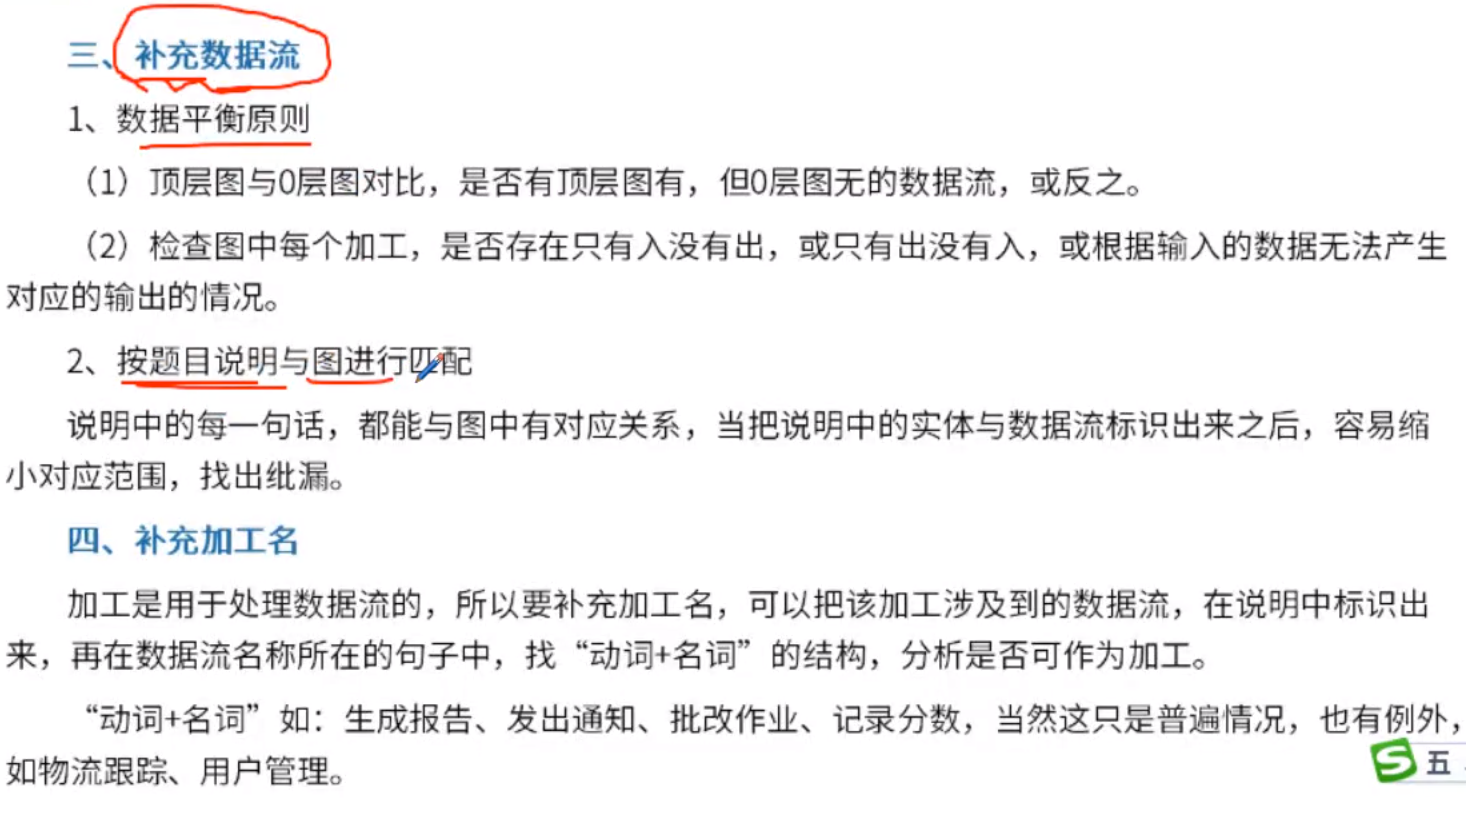 三、补充数据流
1、数据平衡原则
（1）顶层图与0层图对比，是否有顶层图有，但0层图无的数据流，或反之。
（2）检查图中每个加工，是否存在只有入没有出，或只有出没有入，或根据输入的数据无法产生
对应的输出的情况。
2、按题目说明与图进行匹配
说明中的每一句话，都能与图中有对应关系，当把说明中的实体与数据流标识出来之后，容易缩
小对应范围，找出纰漏。
四、补充加工名
加工是用于处理数据流的，所以要补充加工名，可以把该加工涉及到的数据流，在说明中标识出
来，再在数据流名称所在的句子中，找“动词+名词”的结构，分析是否可作为加工。
“动词+名词”如：生成报告、发出通知、批改作业、记录分数，当然这只是普遍情况，也有例外，
如物流跟踪、用户管理。
S 五